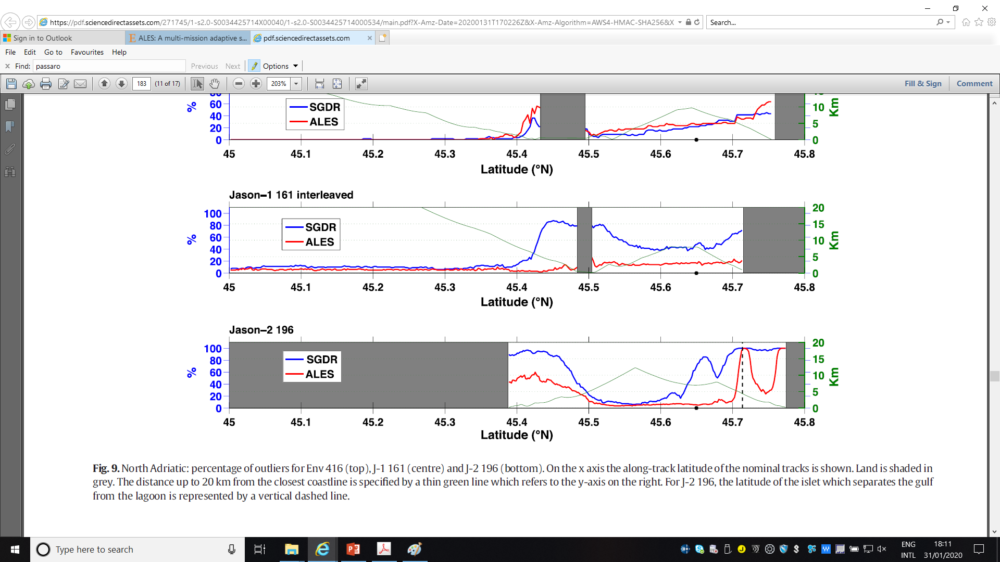 https://pdf.sciencedirectassets.com/271745/1-s2.0-S0034425714X00040/1-s2.0-S0034425714000534/main.pdf?X-Amz-Date=20200131T170226Z&X-Amz-Algorithm=AWS4-HMAC-SHA256&X
Search...
Sign in to Outlook
ALES: A multi-mission adaptive s...
pdf.sciencedirectassets.com
File Edit Go to Favourites Help
x Find: passaro Previous Next Options
183 (11 of 17) 203% Fill & Sign Comment
80
60
40
20
0
%
SGDR
ALES
10
5
0
Km
45 45.1 45.2 45.3 45.4 45.5 45.6 45.7 45.8
Latitude (°N)
Jason–1 161 interleaved
100
80
60
40
20
0
%
SGDR
ALES
20
15
10
5
0
Km
45 45.1 45.2 45.3 45.4 45.5 45.6 45.7 45.8
Latitude (°N)
Jason–2 196
100
80
60
40
20
0
%
SGDR
ALES
20
15
10
5
0
Km
45 45.1 45.2 45.3 45.4 45.5 45.6 45.7 45.8
Latitude (°N)
Fig. 9. North Adriatic: percentage of outliers for Env 416 (top), J-1 161 (centre) and J-2 196 (bottom). On the x axis the along-track latitude of the nominal tracks is shown. Land is shaded in
grey. The distance up to 20 km from the closest coastline is specified by a thin green line which refers to the y-axis on the right. For J-2 196, the latitude of the islet which separates the gulf
from the lagoon is represented by a vertical dashed line.
Type here to search
ENG
INTL
18:11
31/01/2020